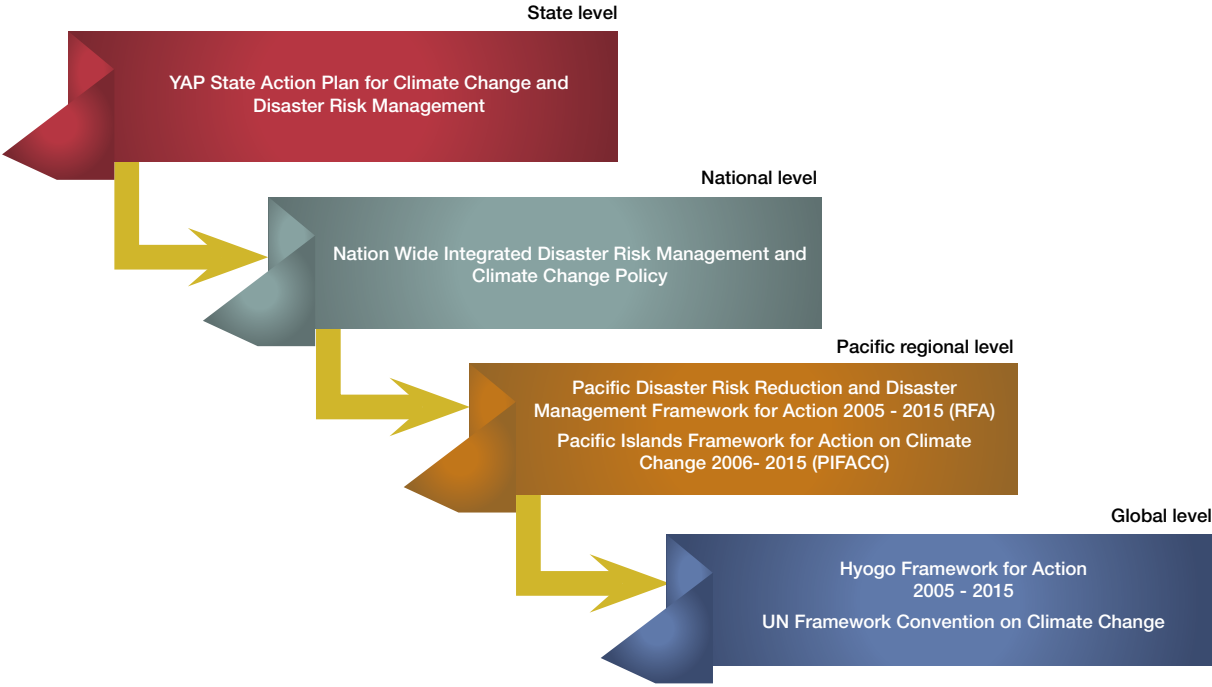 State level
YAP State Action Plan for Climate Change and
Disaster Risk Management
National level
Nation Wide Integrated Disaster Risk Management and
Climate Change Policy
Pacific regional level
Pacific Disaster Risk Reduction and Disaster
Management Framework for Action 2005 - 2015 (RFA)
Pacific Islands Framework for Action on Climate
Change 2006- 2015 (PIFACC)
Global level
Hyogo Framework for Action
2005 - 2015
UN Framework Convention on Climate Change